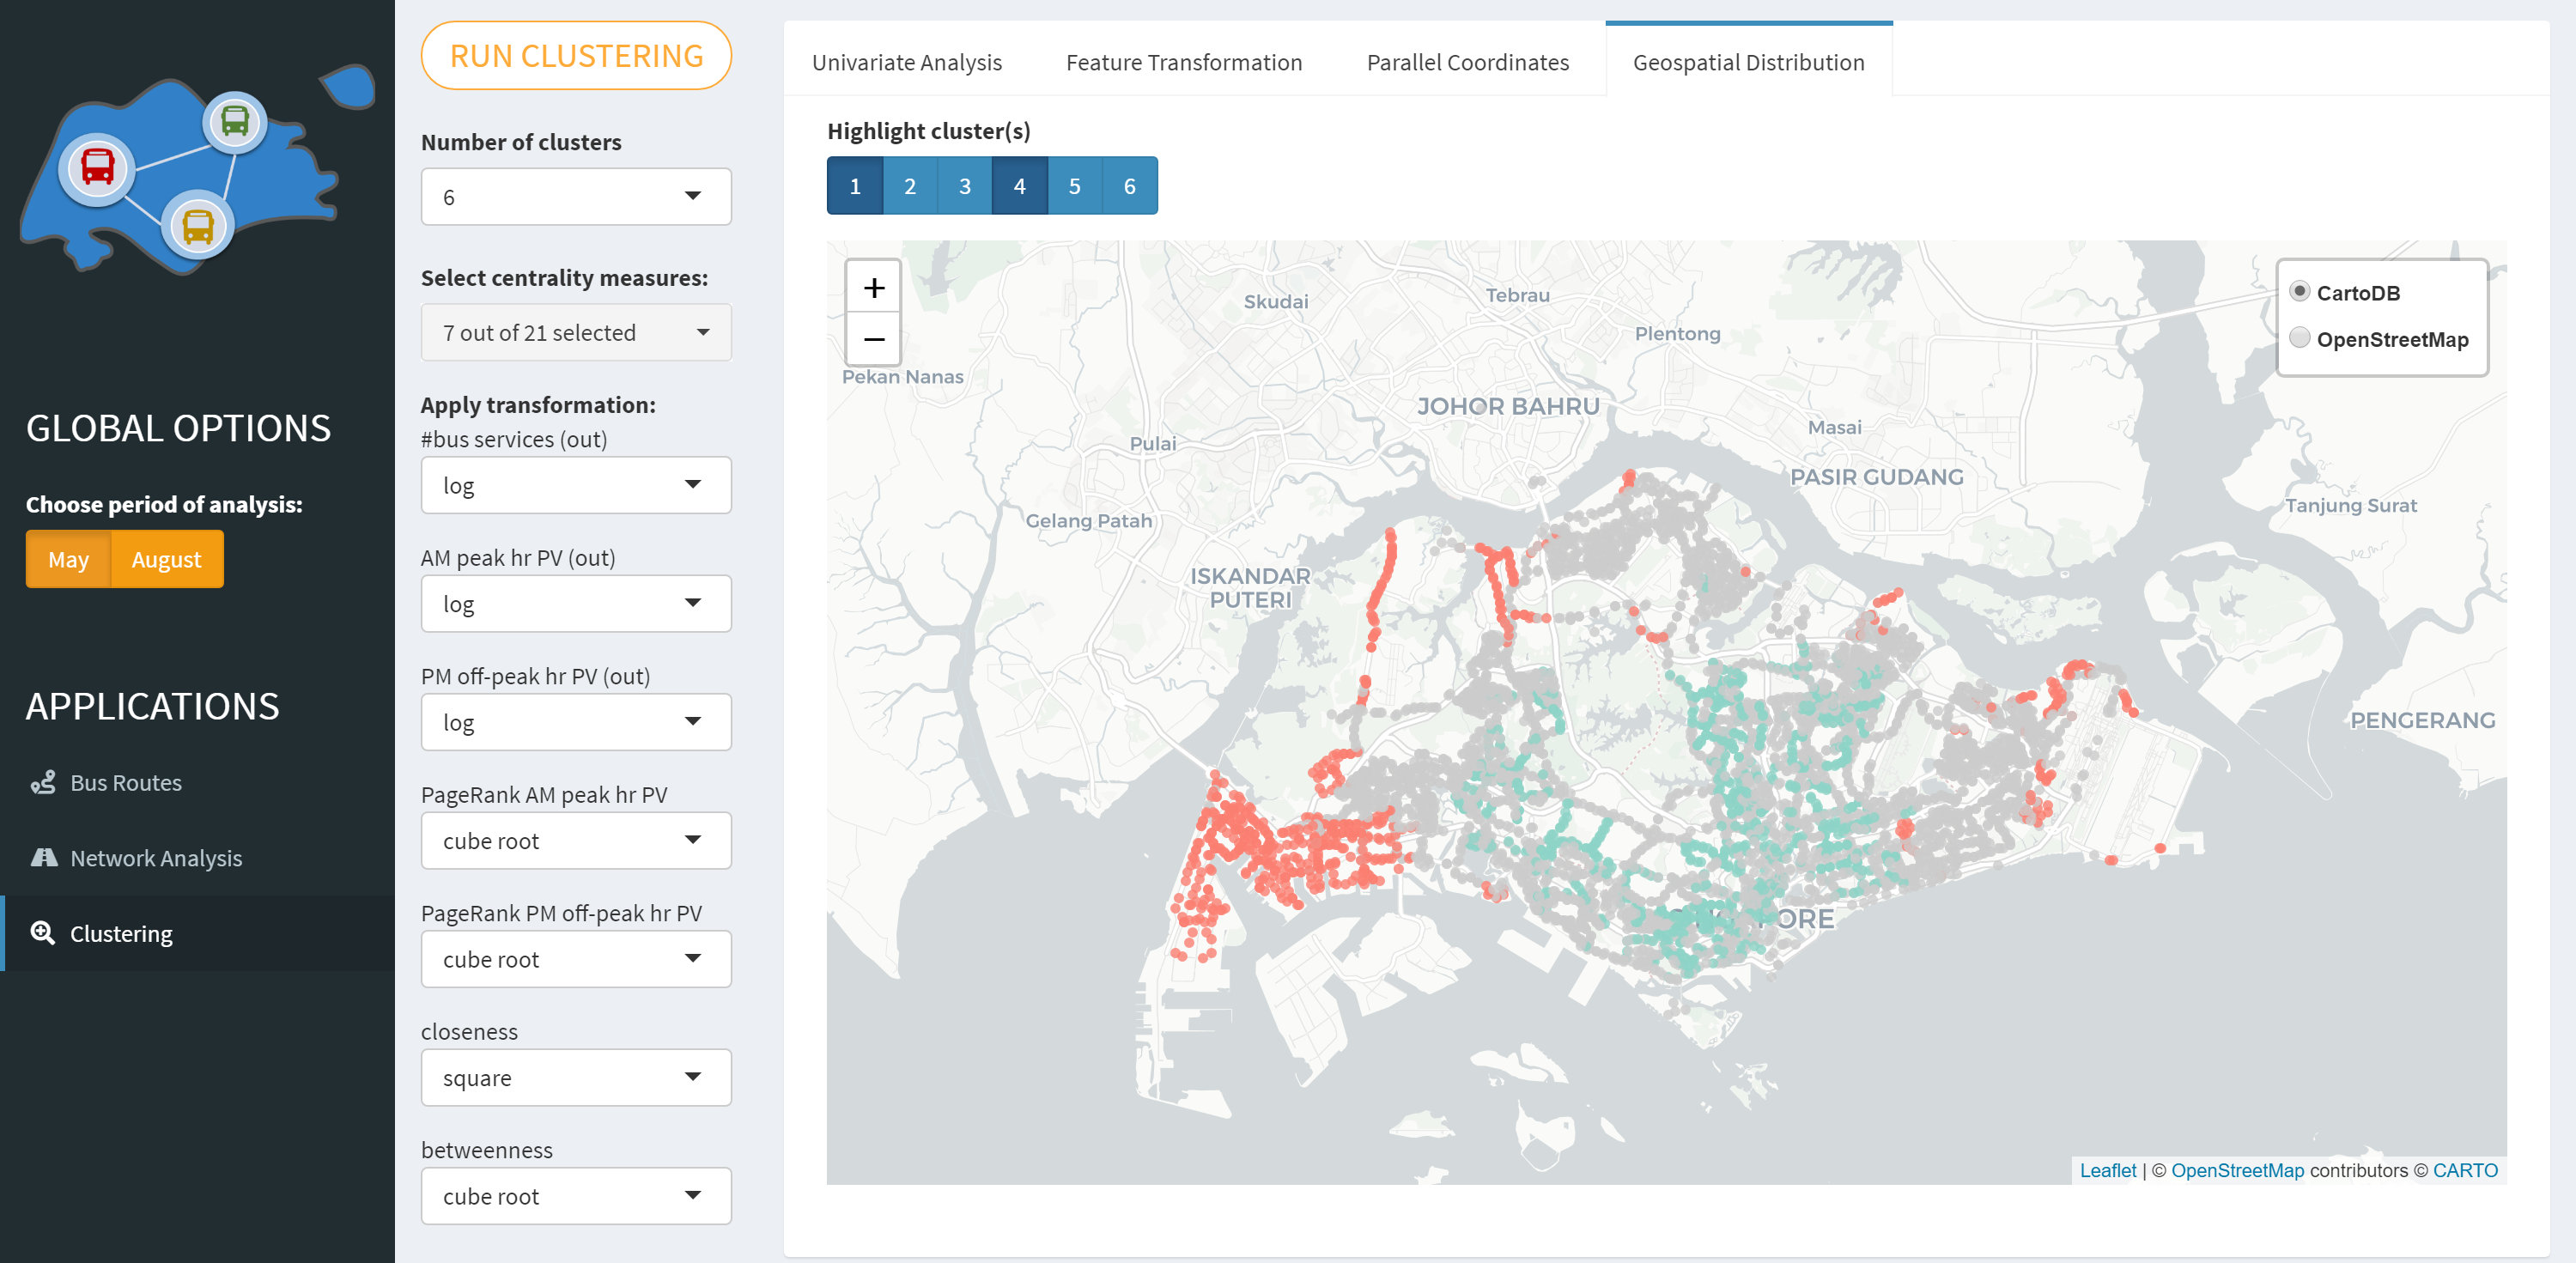 GLOBAL OPTIONS
Choose period of analysis:
May August
APPLICATIONS
Bus Routes
Network Analysis
Clustering
RUN CLUSTERING
Number of clusters
6
Select centrality measures:
7 out of 21 selected
Apply transformation:
#bus services (out)
log
AM peak hr PV (out)
log
PM off-peak hr PV (out)
log
PageRank AM peak hr PV
cube root
PageRank PM off-peak hr PV
cube root
closeness
square
betweenness
cube root
Univariate Analysis Feature Transformation Parallel Coordinates Geospatial Distribution
Highlight cluster(s)
1 2 3 4 5 6
+
−
CartoDB
OpenStreetMap
Skudai
Tebrau
Plentong
Pekan Nanas
JOHOR BAHRU
Masai
Pulai
PASIR GUDANG
Tanjung Surat
Gelang Patah
ISKANDAR
PUTERI
PENGERANG
Leaflet | © OpenStreetMap contributors © CARTO